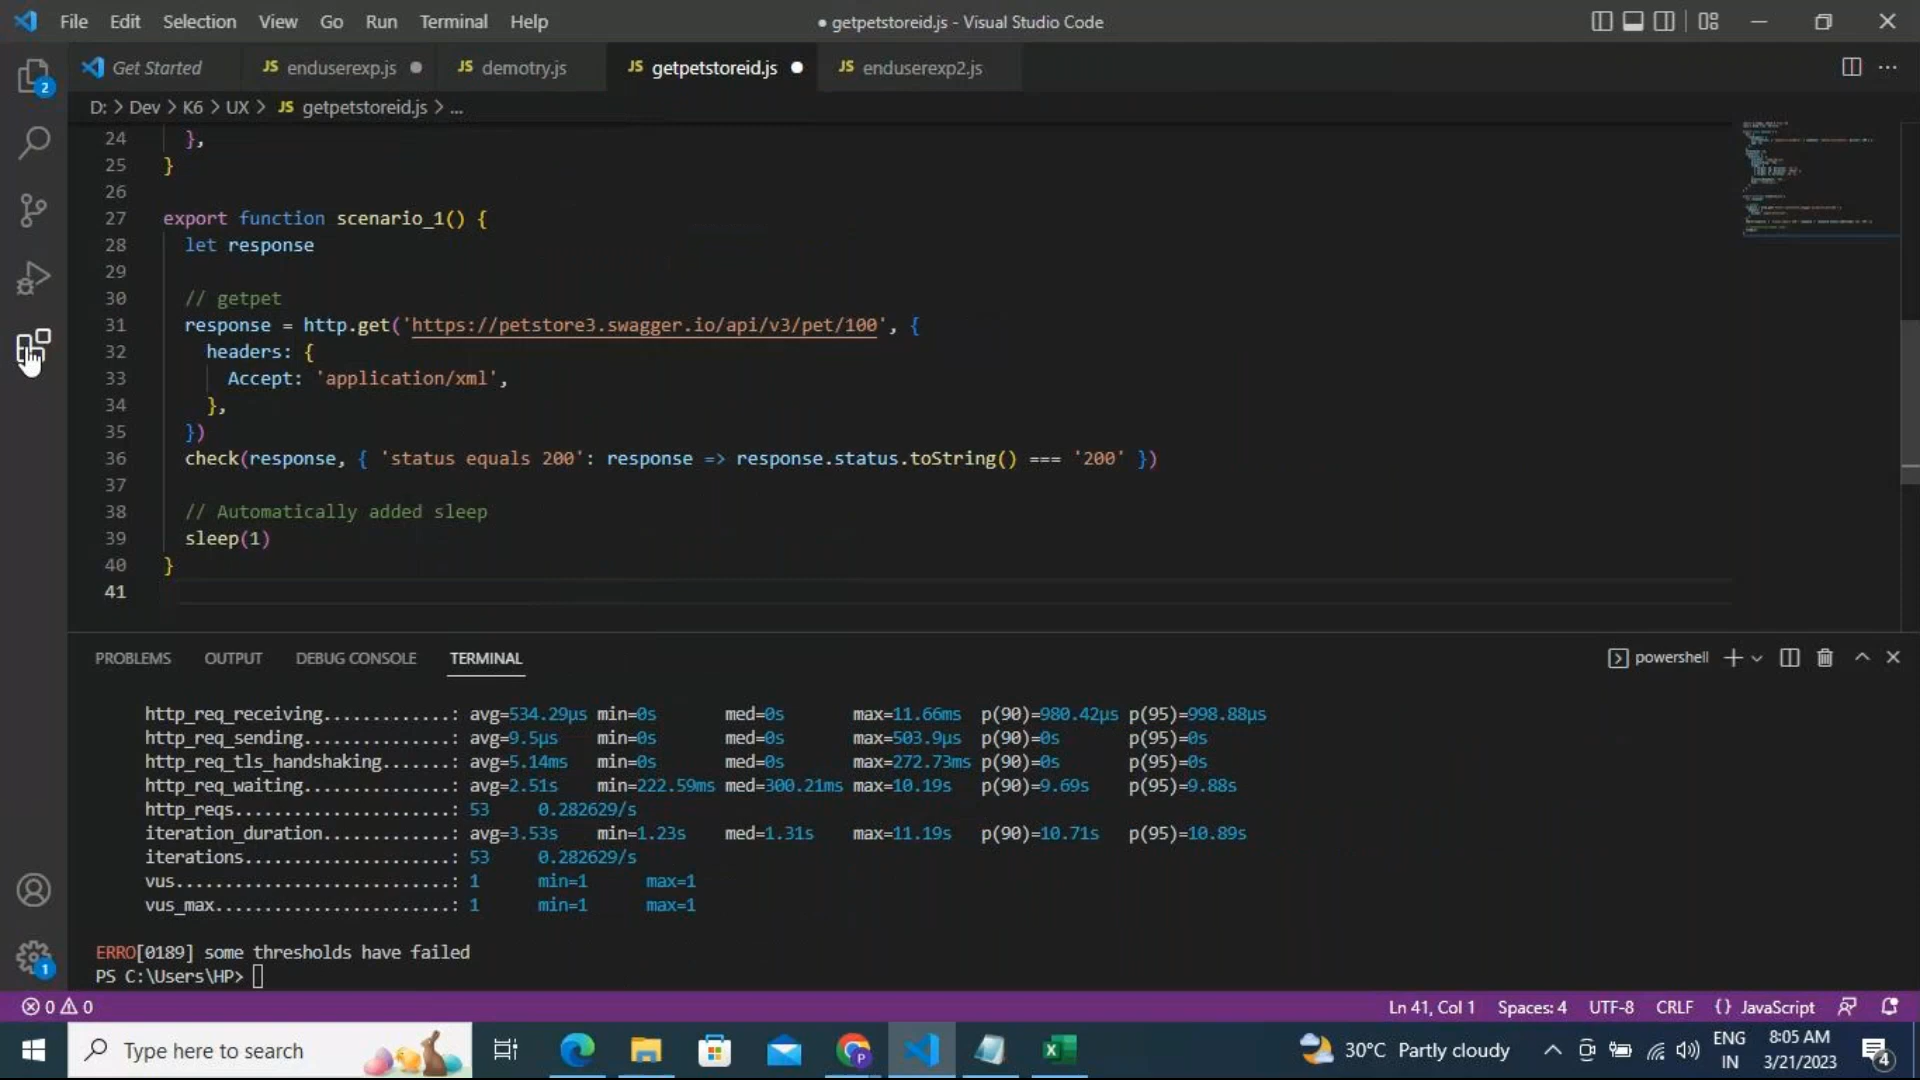 File Edit Selection View Go Run Terminal Help
● getpetstoreid.js - Visual Studio Code
2
Get Started
JS enduserexp.js ●
JS demotry.js
JS getpetstoreid.js ●
JS enduserexp2.js
D: > Dev > K6 > UX > JS getpetstoreid.js > ...
24 },
25 }
26
27 export function scenario_1() {
28 let response
29
30 // getpet
31 response = http.get('https://petstore3.swagger.io/api/v3/pet/100', {
32 headers: {
33 Accept: 'application/xml',
34 },
35 })
36 check(response, { 'status equals 200': response => response.status.toString() === '200' })
37
38 // Automatically added sleep
39 sleep(1)
40 }
41
PROBLEMS OUTPUT DEBUG CONSOLE TERMINAL
powershell
http_req_receiving.............: avg=534.29µs min=0s med=0s max=11.66ms p(90)=980.42µs p(95)=998.88µs
http_req_sending...............: avg=9.5µs min=0s med=0s max=503.9µs p(90)=0s p(95)=0s
http_req_tls_handshaking.......: avg=5.14ms min=0s med=0s max=272.73ms p(90)=0s p(95)=0s
http_req_waiting...............: avg=2.51s min=222.59ms med=300.21ms max=10.19s p(90)=9.69s p(95)=9.88s
http_reqs......................: 53 0.282629/s
iteration_duration.............: avg=3.53s min=1.23s med=1.31s max=11.19s p(90)=10.71s p(95)=10.89s
iterations.....................: 53 0.282629/s
vus............................: 1 min=1 max=1
vus_max........................: 1 min=1 max=1
ERRO[0189] some thresholds have failed
PS C:\Users\HP>
1
0 0
Ln 41, Col 1 Spaces: 4 UTF-8 CRLF {} JavaScript
Type here to search
30°C Partly cloudy
ENG
IN
8:05 AM
3/21/2023
4